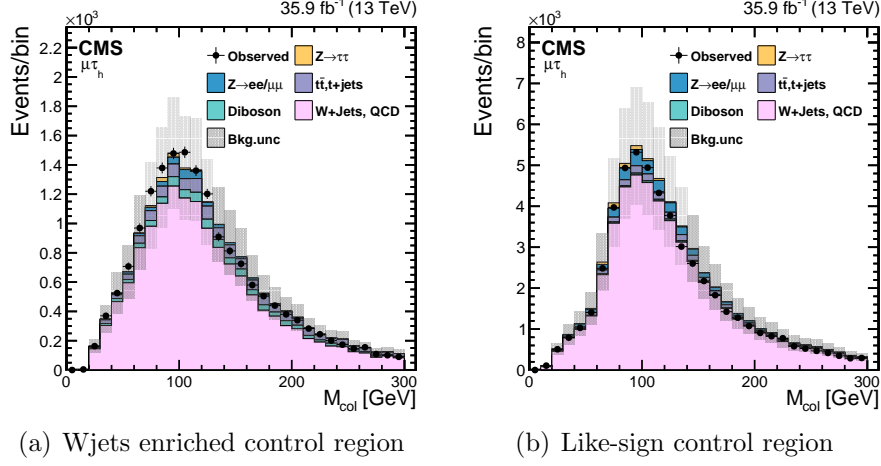 ×10³ 35.9 fb⁻¹ (13 TeV)
CMS
μτₕ
Observed
Z→ττ
Z→ee/μμ
tt̄,t+jets
Diboson
W+Jets, QCD
Bkg.unc
Events/bin
2.2
2
1.8
1.6
1.4
1.2
1
0.8
0.6
0.4
0.2
0
0 100 200 300
M_col [GeV]
(a) Wjets enriched control region
×10³ 35.9 fb⁻¹ (13 TeV)
CMS
μτₕ
Observed
Z→ττ
Z→ee/μμ
tt̄,t+jets
Diboson
W+Jets, QCD
Bkg.unc
Events/bin
8
7
6
5
4
3
2
1
0
0 100 200 300
M_col [GeV]
(b) Like-sign control region